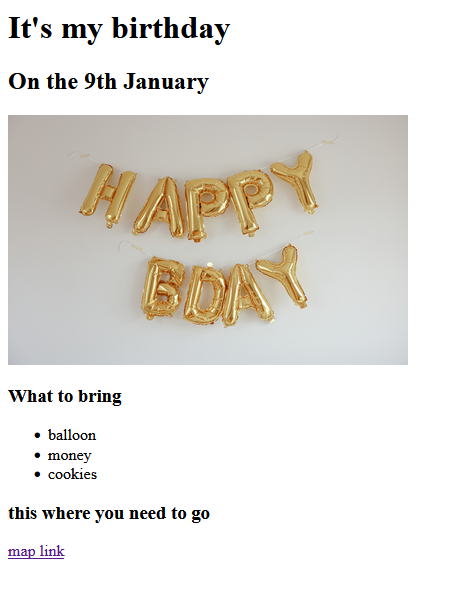 It's my birthday
On the 9th January
HAPPY
BDAY
What to bring
balloon
money
cookies
this where you need to go
map link